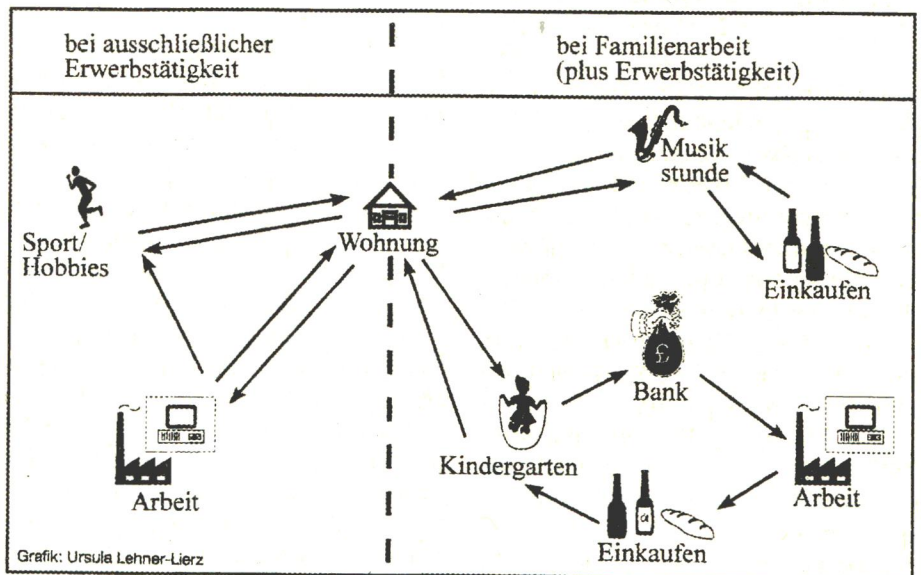 bei ausschließlicher
Erwerbstätigkeit
bei Familienarbeit
(plus Erwerbstätigkeit)
Sport/
Hobbies
Wohnung
Arbeit
Musik
stunde
Einkaufen
£
Bank
Kindergarten
Arbeit
Einkaufen
Grafik: Ursula Lehner-Lierz